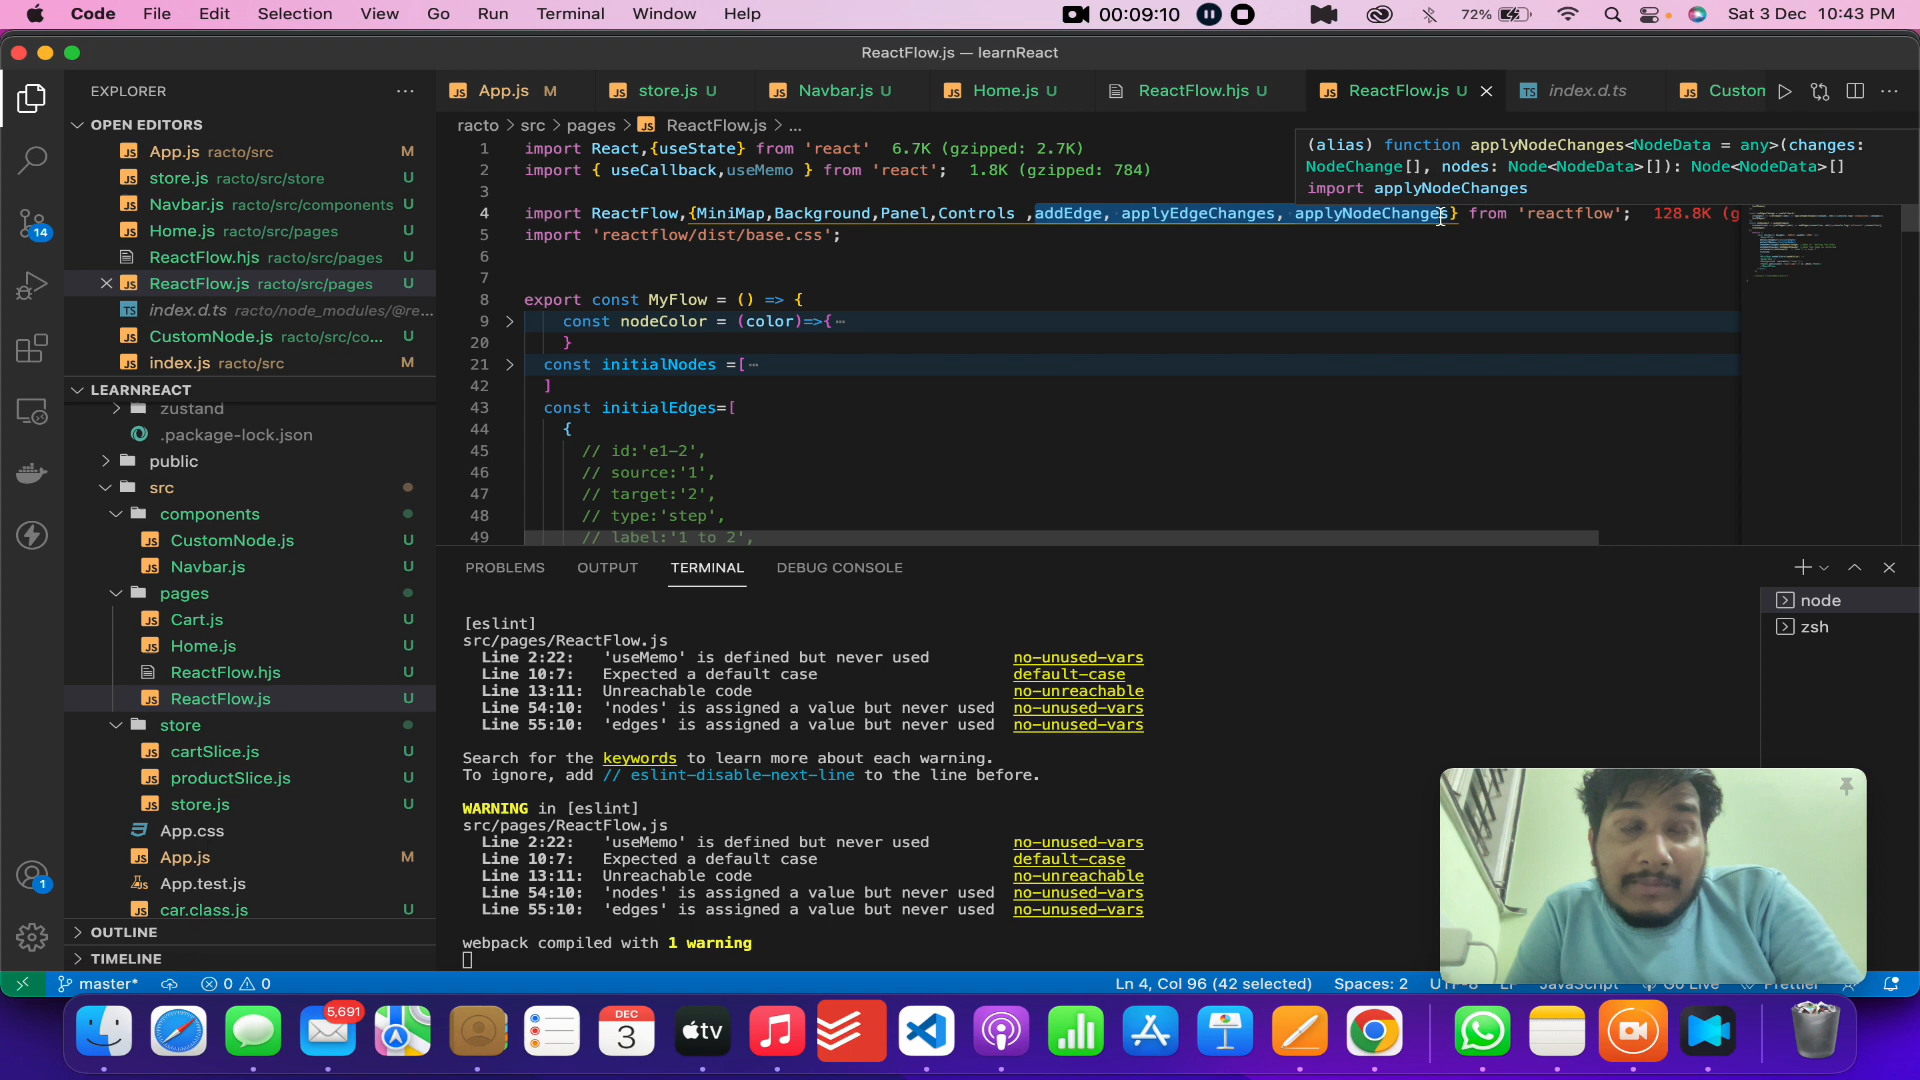 Code File Edit Selection View Go Run Terminal Window Help 00:09:10 72% Sat 3 Dec 10:43 PM
ReactFlow.js — learnReact
EXPLORER
App.js M store.js U Navbar.js U Home.js U ReactFlow.hjs U ReactFlow.js U index.d.ts Custom
OPEN EDITORS
App.js racto/src M
store.js racto/src/store U
Navbar.js racto/src/components U
Home.js racto/src/pages U
ReactFlow.hjs racto/src/pages U
ReactFlow.js racto/src/pages U
index.d.ts racto/node_modules/@re...
CustomNode.js racto/src/co... U
index.js racto/src M
LEARNREACT
zustand
.package-lock.json
public
src
components
CustomNode.js U
Navbar.js U
pages
Cart.js U
Home.js U
ReactFlow.hjs U
ReactFlow.js U
store
cartSlice.js U
productSlice.js U
store.js U
App.css
App.js M
App.test.js
car.class.js U
OUTLINE
TIMELINE
14
1
racto > src > pages > ReactFlow.js > ...
1 import React,{useState} from 'react' 6.7K (gzipped: 2.7K)
2 import { useCallback,useMemo } from 'react'; 1.8K (gzipped: 784)
3
4 import ReactFlow,{MiniMap,Background,Panel,Controls ,addEdge, applyEdgeChanges, applyNodeChanges} from 'reactflow'; 128.8K (g
5 import 'reactflow/dist/base.css';
6
7
8 export const MyFlow = () => {
9 const nodeColor = (color)=>{ ⋯
20 }
21 const initialNodes =[ ⋯
42 ]
43 const initialEdges=[
44 {
45 // id:'e1-2',
46 // source:'1',
47 // target:'2',
48 // type:'step',
49 // label:'1 to 2',
(alias) function applyNodeChanges<NodeData = any>(changes:
NodeChange[], nodes: Node<NodeData>[]): Node<NodeData>[]
import applyNodeChanges
PROBLEMS OUTPUT TERMINAL DEBUG CONSOLE
node
zsh
[eslint]
src/pages/ReactFlow.js
Line 2:22: 'useMemo' is defined but never used no-unused-vars
Line 10:7: Expected a default case default-case
Line 13:11: Unreachable code no-unreachable
Line 54:10: 'nodes' is assigned a value but never used no-unused-vars
Line 55:10: 'edges' is assigned a value but never used no-unused-vars
Search for the keywords to learn more about each warning.
To ignore, add // eslint-disable-next-line to the line before.
WARNING in [eslint]
src/pages/ReactFlow.js
Line 2:22: 'useMemo' is defined but never used no-unused-vars
Line 10:7: Expected a default case default-case
Line 13:11: Unreachable code no-unreachable
Line 54:10: 'nodes' is assigned a value but never used no-unused-vars
Line 55:10: 'edges' is assigned a value but never used no-unused-vars
webpack compiled with 1 warning
master* 0 0 Ln 4, Col 96 (42 selected) Spaces: 2 UTF-8 LF JavaScript Go Live Prettier
5,691
DEC
3
tv